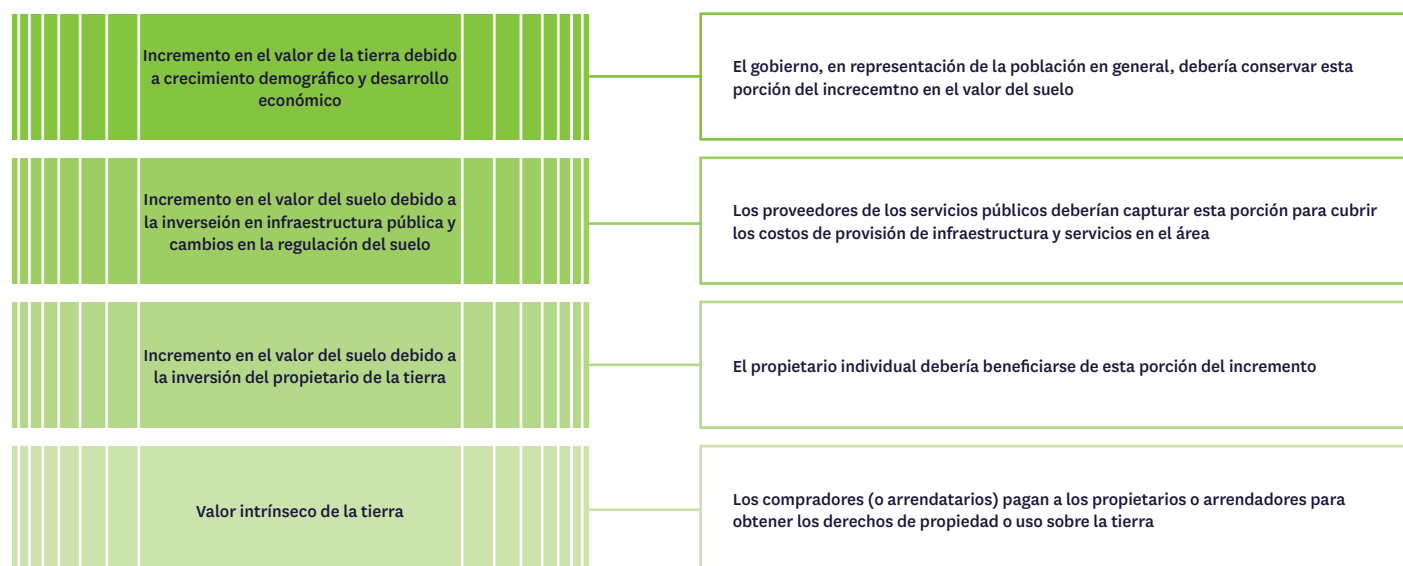 Incremento en el valor de la tierra debido
a crecimiento demográfico y desarrollo
económico
El gobierno, en representación de la población en general, debería conservar esta
porción del increcemtno en el valor del suelo
Incremento en el valor del suelo debido a
la inverseión en infraestructura pública y
cambios en la regulación del suelo
Los proveedores de los servicios públicos deberían capturar esta porción para cubrir
los costos de provisión de infraestructura y servicios en el área
Incremento en el valor del suelo debido a
la inversión del propietario de la tierra
El propietario individual debería beneficiarse de esta porción del incremento
Valor intrínseco de la tierra
Los compradores (o arrendatarios) pagan a los propietarios o arrendadores para
obtener los derechos de propiedad o uso sobre la tierra